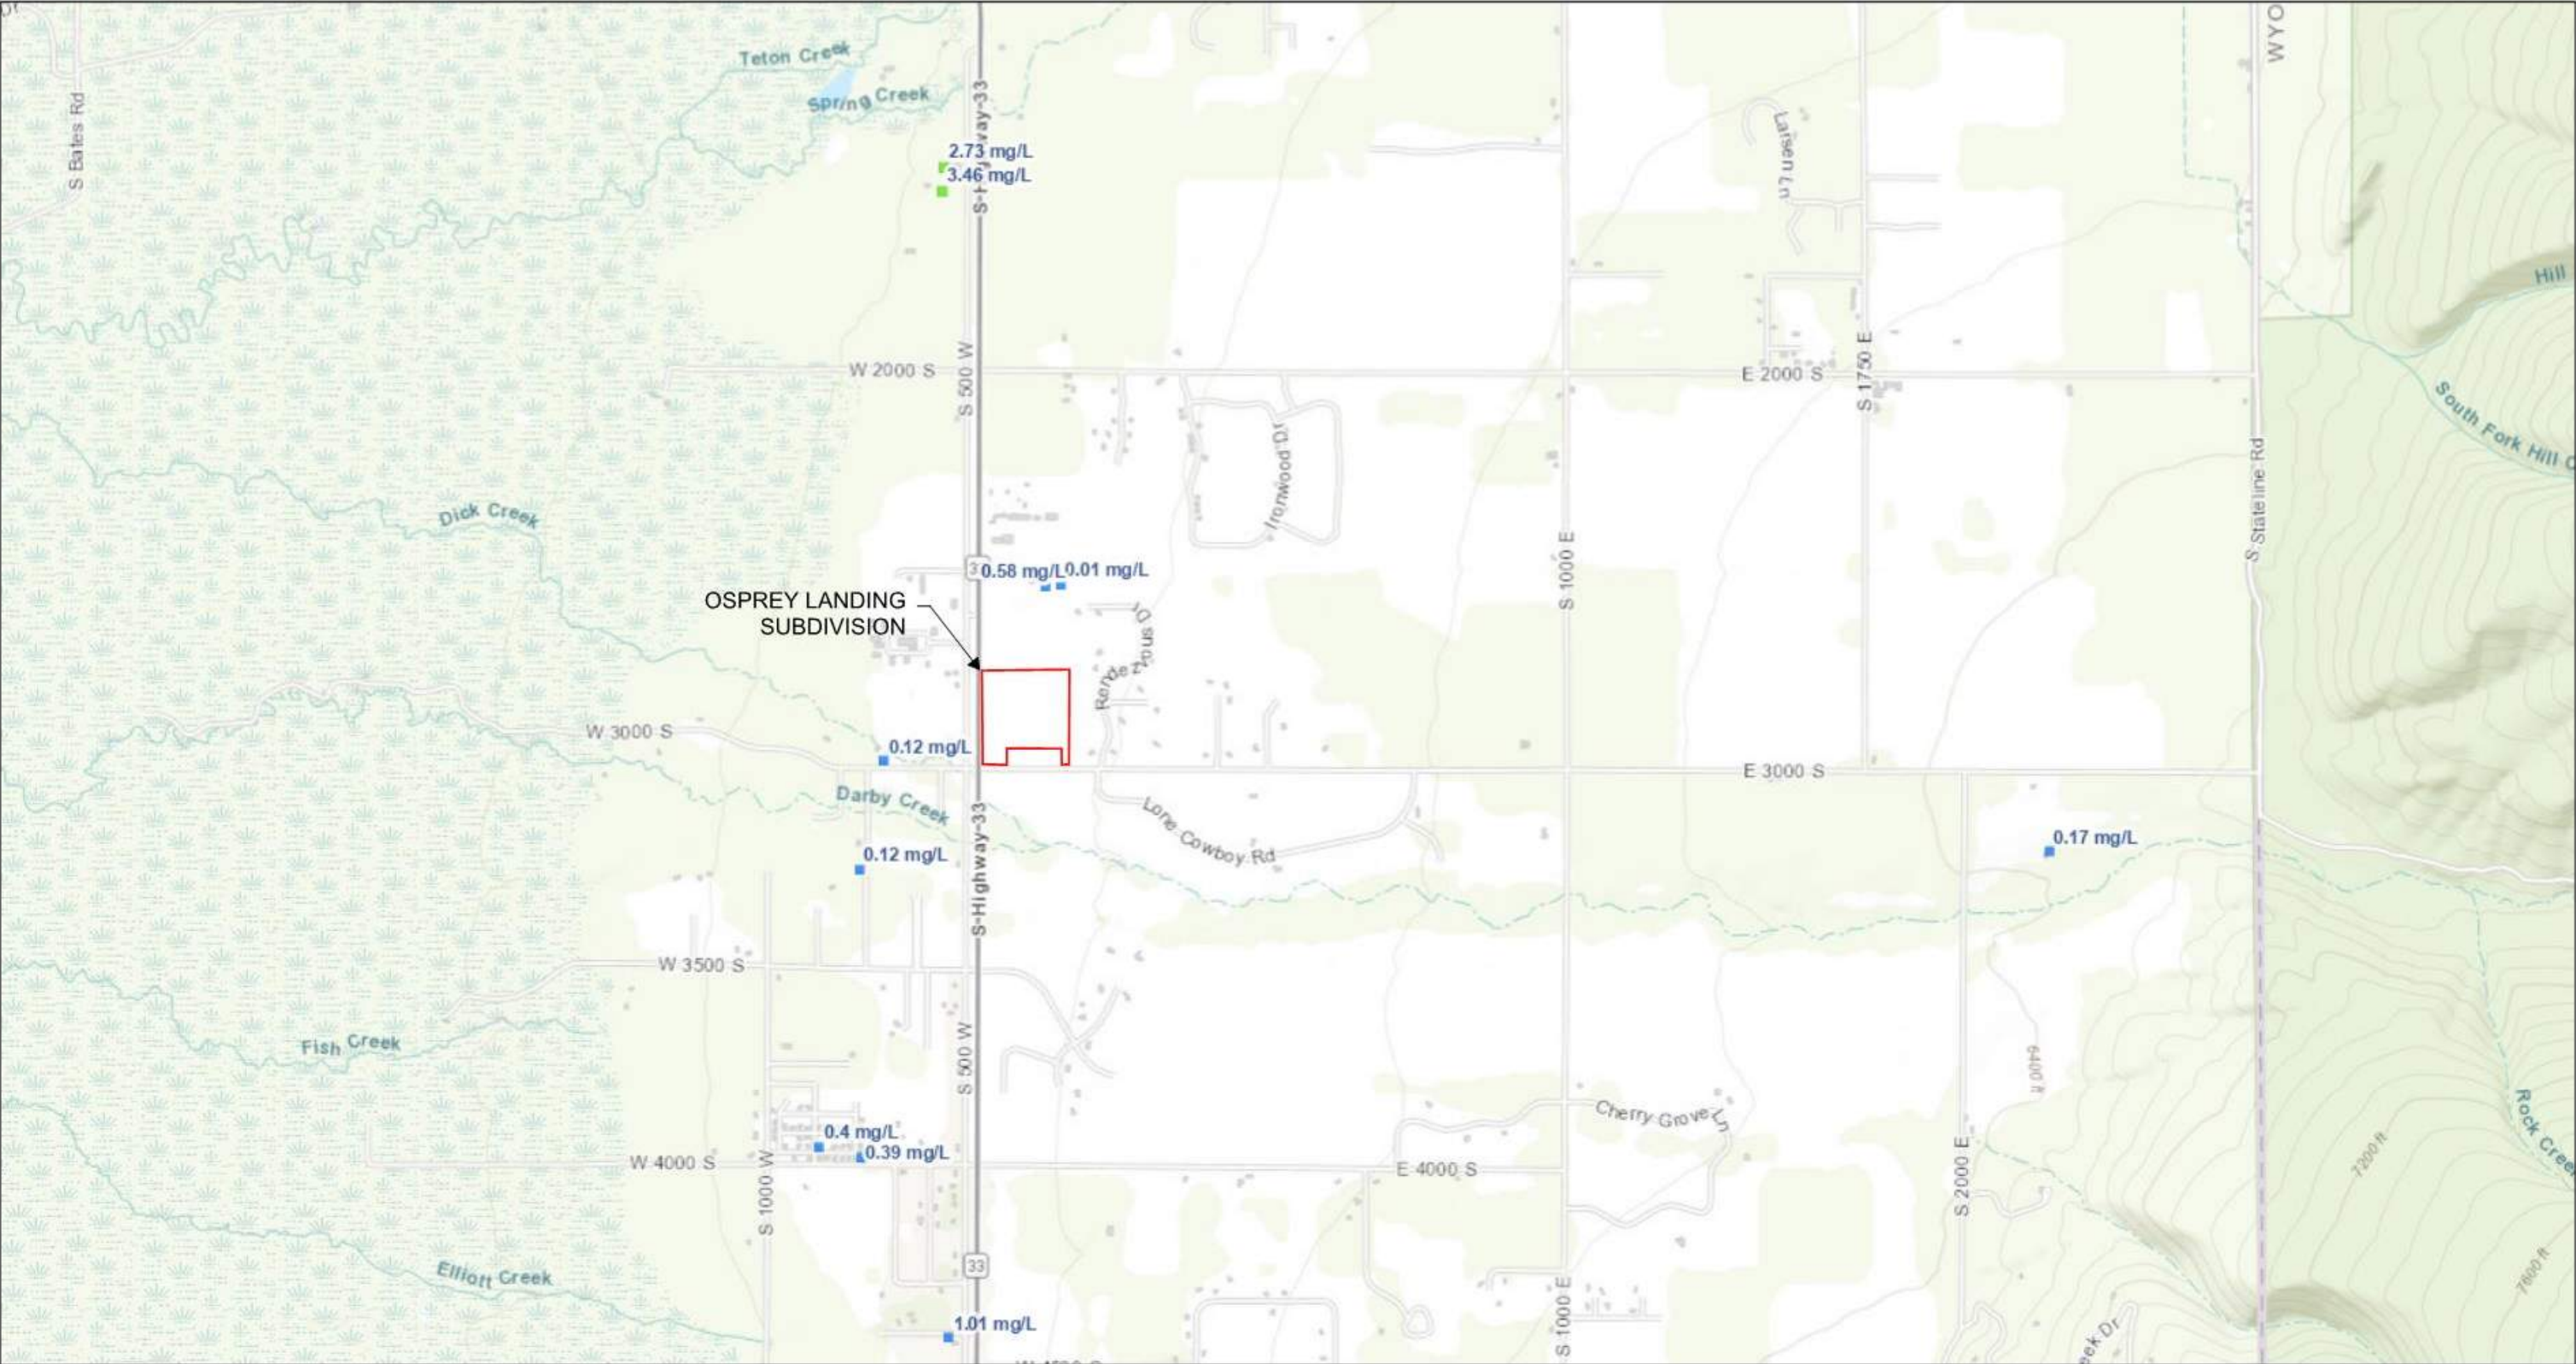 Teton Creek
Spring Creek
S Bates Rd
S-Highway-33
WYO
2.73 mg/L
3.46 mg/L
Larsen Ln
Hill
W 2000 S
S 500 W
E 2000 S
S 1750 E
South Fork Hill C
Ironwood Dr
S Stateline Rd
Dick Creek
S 1000 E
0.58 mg/L
0.01 mg/L
OSPREY LANDING
SUBDIVISION
Rendezvous Dr
W 3000 S
0.12 mg/L
E 3000 S
Darby Creek
Lone Cowboy Rd
S-Highway-33
0.17 mg/L
0.12 mg/L
W 3500 S
Fish Creek
S 500 W
6400 ft
Cherry Grove Ln
Rock Cree
0.4 mg/L
0.39 mg/L
W 4000 S
S 1000 W
E 4000 S
S 2000 E
7200 ft
Elliott Creek
33
7600 ft
S 1000 E
1.01 mg/L
eek Dr